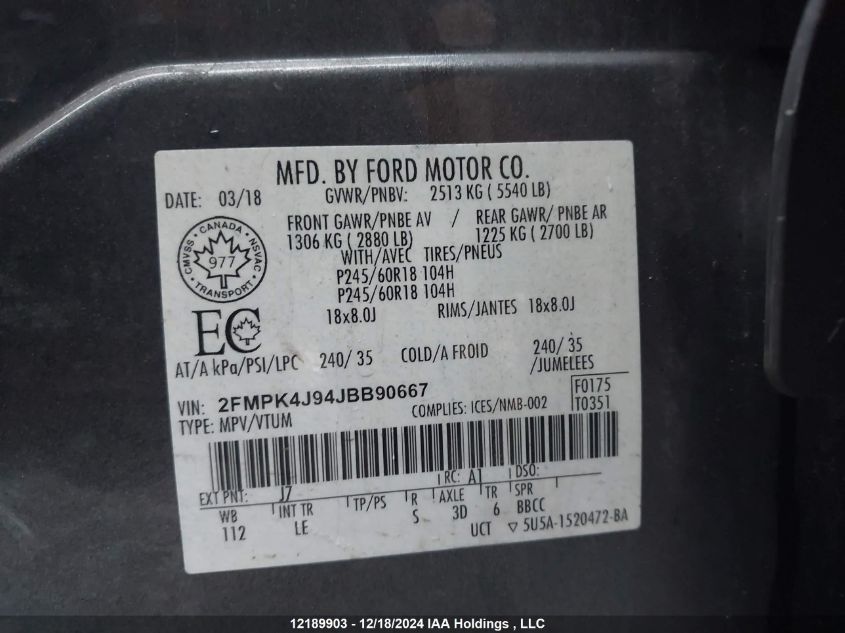 MFD. BY FORD MOTOR CO.
DATE: 03/18 GVWR/PNBV: 2513 KG ( 5540 LB)
FRONT GAWR/PNBE AV / REAR GAWR/ PNBE AR
1306 KG ( 2880 LB) 1225 KG ( 2700 LB)
WITH/AVEC TIRES/PNEUS
CANADA
CMVSS 977 NSVAC
TRANSPORT
P245/60R18 104H
P245/60R18 104H
18x8.0J RIMS/JANTES 18x8.0J
EC
AT/A kPa/PSI/LPC 240/ 35 COLD/A FROID 240/ 35
/JUMELEES
VIN: 2FMPK4J94JBB90667 F0175
TYPE: MPV/VTUM COMPLIES: ICES/NMB-002 T0351
RC: A1 DSO:
EXT PNT: J7 TP/PS R AXLE TR SPR
WB INT TR S 3D 6 BBCC
112 LE UCT ▽ 5U5A-1520472-BA
12189903 - 12/18/2024 IAA Holdings , LLC